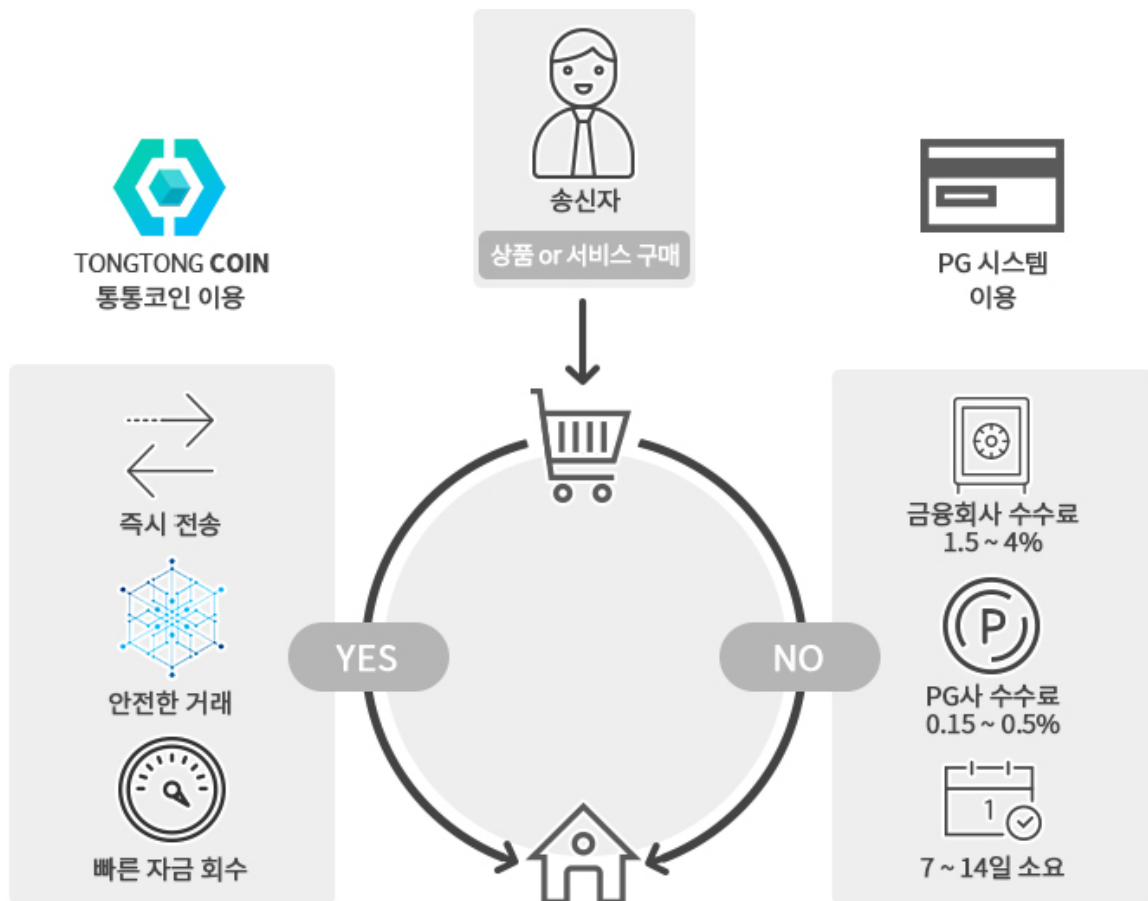 송신자
상품 or 서비스 구매
TONGTONG COIN
통통코인 이용
PG 시스템
이용
즉시 전송
안전한 거래
빠른 자금 회수
YES
NO
금융회사 수수료
1.5 ~ 4%
P
PG사 수수료
0.15 ~ 0.5%
1
7 ~ 14일 소요